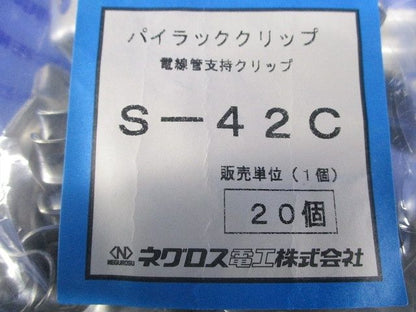 パイラッククリップ
電線管支持クリップ
S－42C
販売単位（1個）
20個
N
NEGUROSU
ネグロス電工株式会社